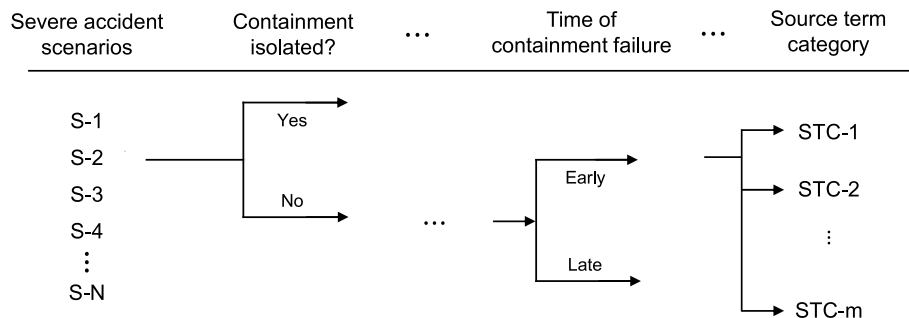 Severe accident scenarios
Containment isolated?
...
Time of containment failure
...
Source term category
S-1
S-2
S-3
S-4
⋮
S-N
Yes
No
...
Early
Late
STC-1
STC-2
⋮
STC-m